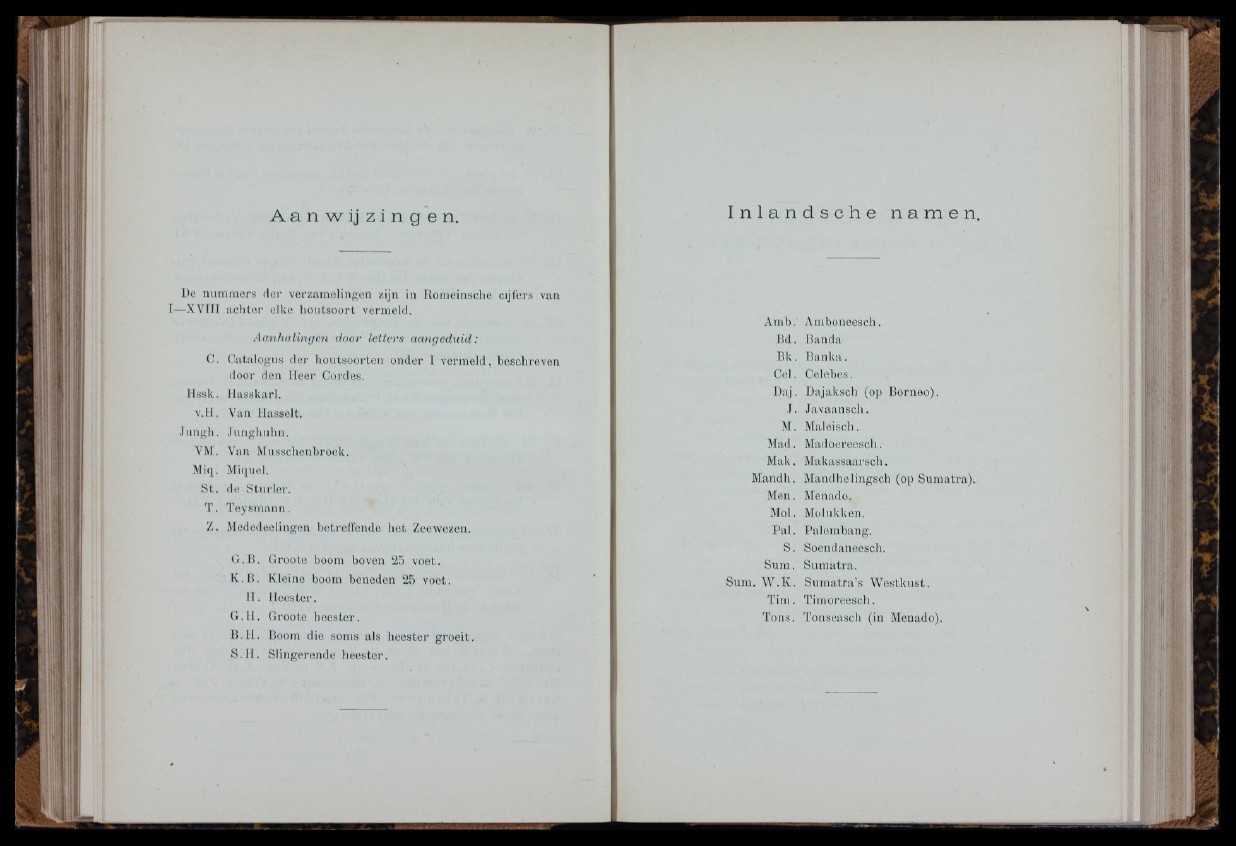 Aanwijzingen.
De nummers der verzamelingen zijn in Romeinsche cijfers van
I—XVIII achter elke houtsoort vermeld.
Aanhalingen door letters aangeduid:
C. Catalogus der houtsoorten onder I vermeld, beschreven
door den Heer Cordes.
Hssk. Hasskarl.
v.H. Van Hasselt.
Jungh. Junghuhn.
VM. Van Musschenbroek.
Miq. Miquel.
St. de Sturler.
T. Teysmann.
Z. Mededeelingen betreffende het Zeewezen.
G.B. Groote boom boven 25 voet.
K.B. Kleine boom beneden 25 voet.
H. Heester.
G.H. Groote heester.
B.H. Boom die soms als heester groeit.
S.H. Slingerende heester.
Inlandsche namen.
Amb. Amboneesch.
Bd. Banda
Bk. Banka.
Cel. Celebes.
Daj. Dajaksch (op Borneo).
J. Javaansch.
M. Maleisch.
Mad. Madoereesch.
Mak. Makassaarsch.
Mandh. Mandhelingsch (op Sumatra).
Men. Menado.
Mol. Molukken.
Pal. Palembang.
S. Soendaneesch.
Sum. Sumatra.
Sum. W.K. Sumatra's Westkust.
Tim. Timoreesch.
Tons. Tonseasch (in Menado).